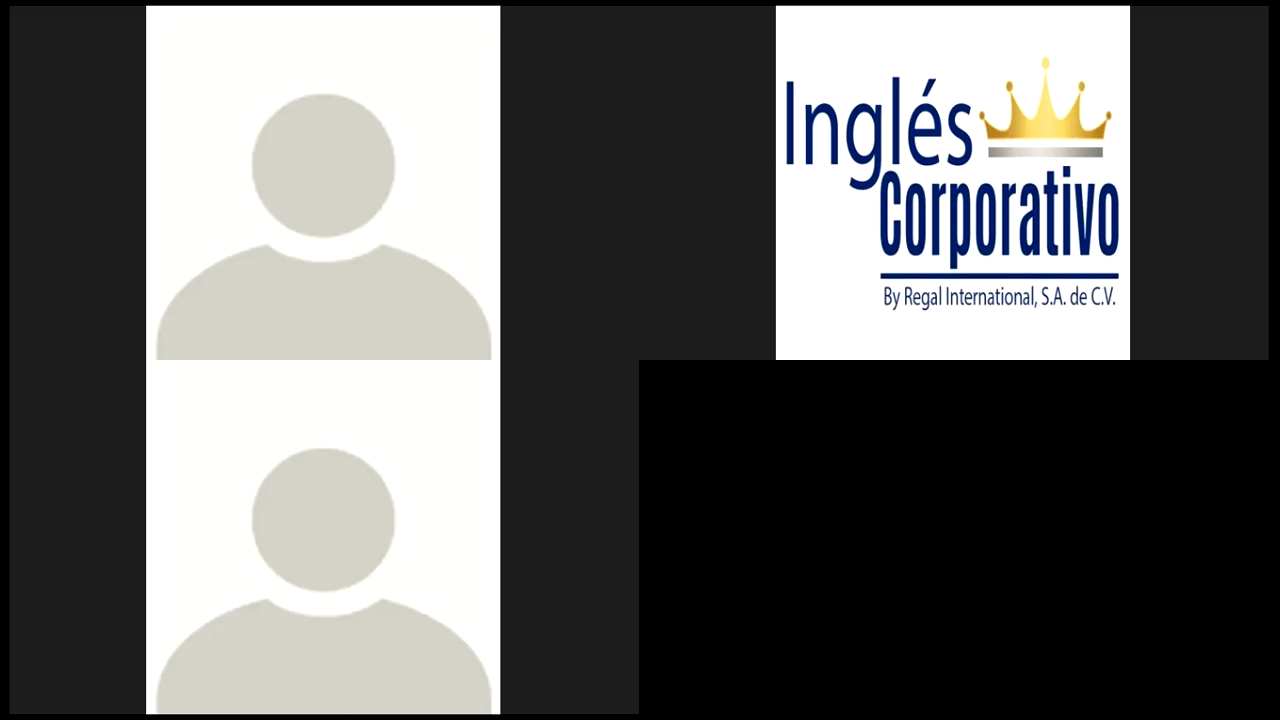 Inglés
Corporativo
By Regal International, S.A. de C.V.